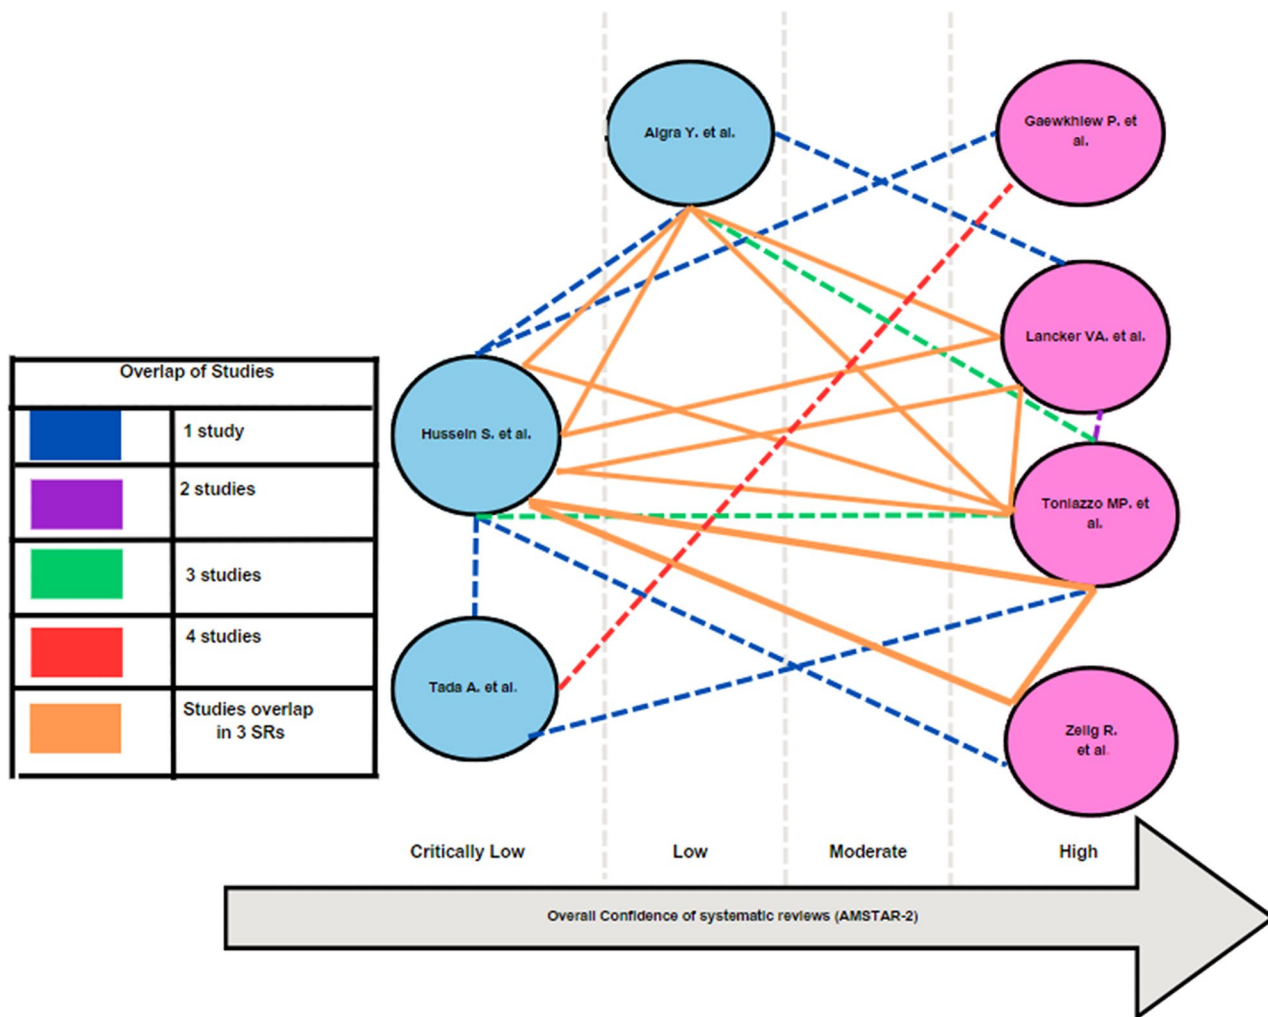 Algra Y. et al.
Gaewkhlew P. et
al.
Lancker VA. et al.
Overlap of Studies
1 study
2 studies
3 studies
4 studies
Studies overlap
in 3 SRs
Hussein S. et al.
Toniazzo MP. et
al.
Tada A. et al.
Zelig R.
et al.
Critically Low
Low
Moderate
High
Overall Confidence of systematic reviews (AMSTAR-2)